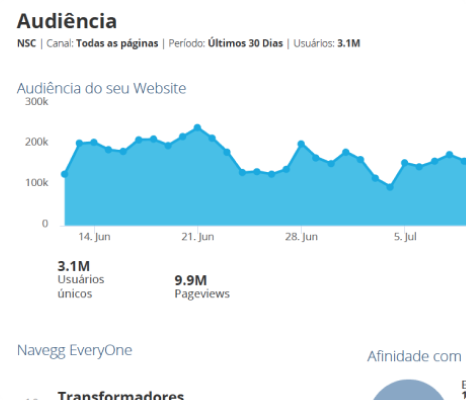 Audiência
NSC | Canal: Todas as páginas | Período: Últimos 30 Dias | Usuários: 3.1M
Audiência do seu Website
300k
200k
100k
0
14. Jun 21. Jun 28. Jun 5. Jul
3.1M
Usuários
únicos
9.9M
Pageviews
Navegg EveryOne
Afinidade com
Transformadores